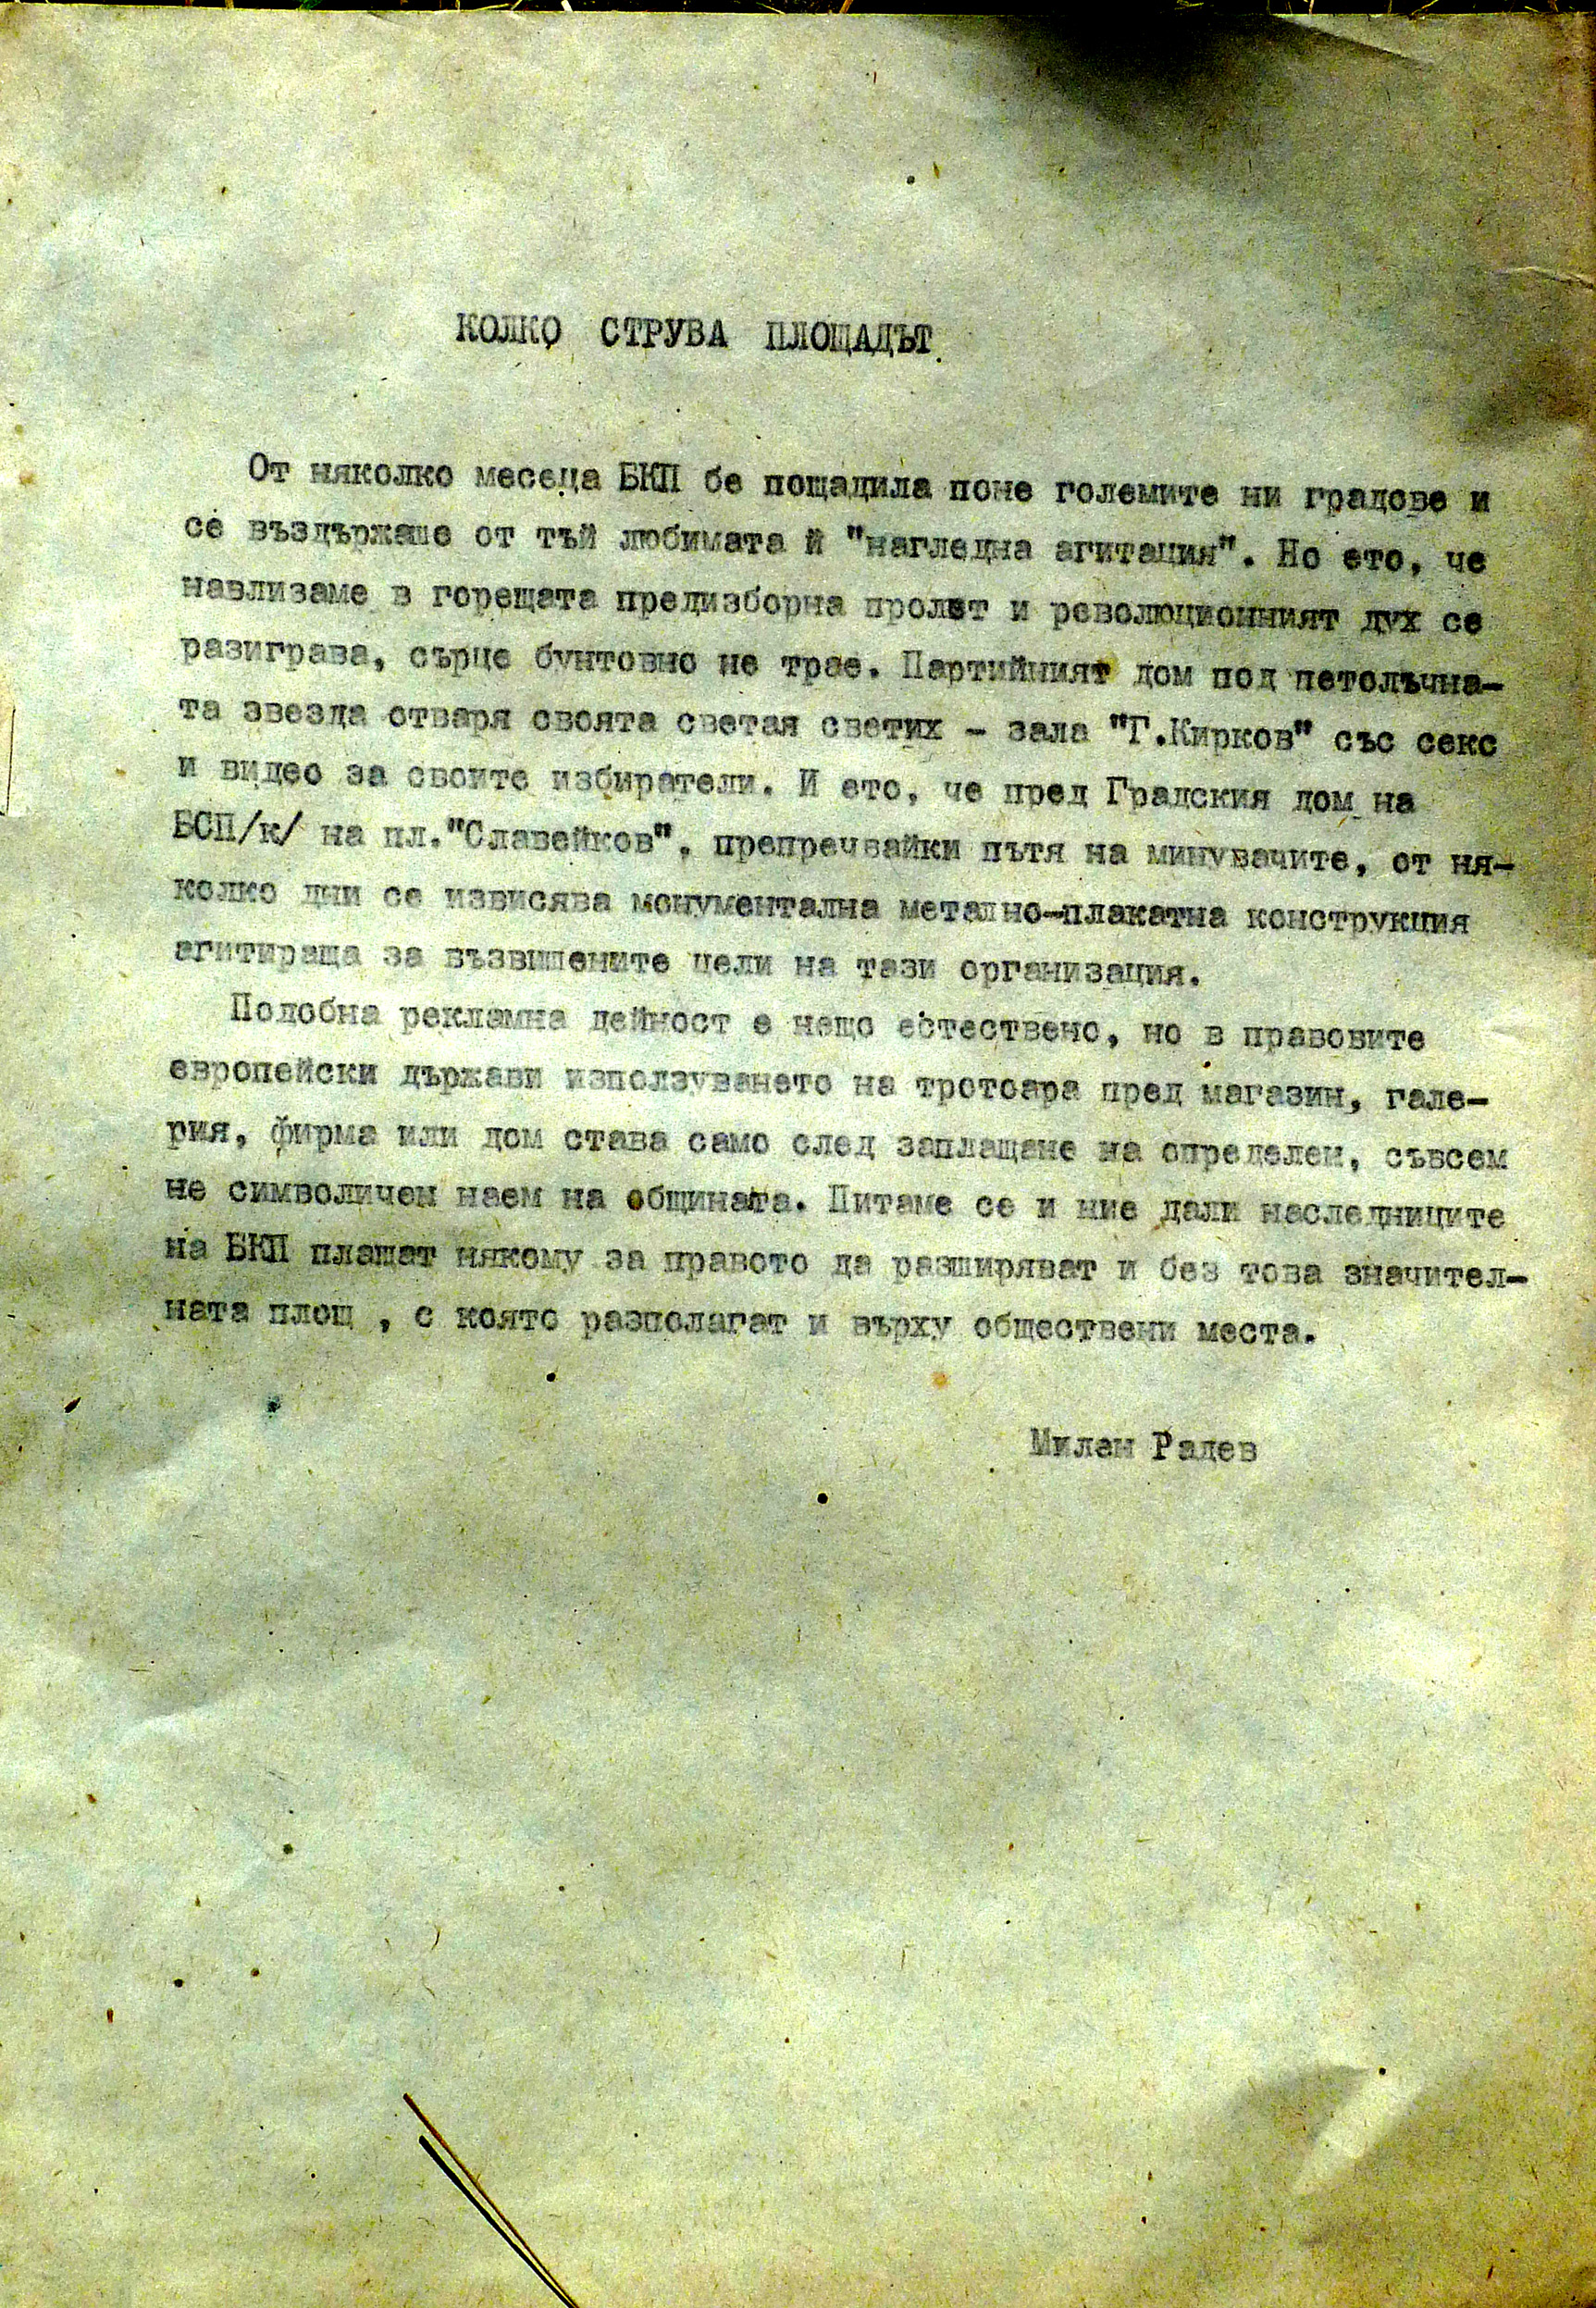 КОЛКО СТРУВА ПЛОЩАДЪТ
От няколко месеца БКП бе пощадила поне големите ни градове и
се въздържаше от тъй любимата й "нагледна агитация". Но ето, че
навлизаме в горещата предизборна пролет и революционният дух се
разиграва, сърце бунтовно не трае. Партийният дом под петолъчна-
та звезда отваря своята светая светих - зала "Г.Кирков" със секс
и видео за своите избиратели. И ето, че пред Градския дом на
БСП/к/ на пл."Славейков", препречвайки пътя на минувачите, от ня-
колко дни се извисява монументална метално-плакатна конструкция
агитираща за възвишените цели на тази организация.
Подобна рекламна дейност е нещо естествено, но в правовите
европейски държави използуването на тротоара пред магазин, гале-
рия, фирма или дом става само след заплащане на определен, съвсем
не символичен наем на общината. Питаме се и ние дали наследниците
на БКП плащат някому за правото да разширяват и без това значител-
ната площ , с която разполагат и върху обществени места.
Милен Радев